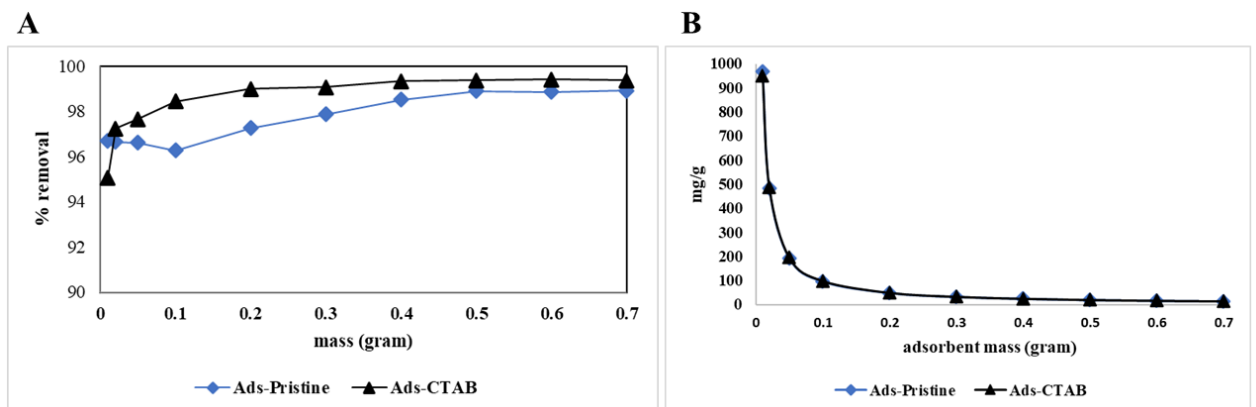 A
100
98
96
94
92
90
% removal
0 0.1 0.2 0.3 0.4 0.5 0.6 0.7
mass (gram)
Ads-Pristine Ads-CTAB
B
1000
900
800
700
600
500
400
300
200
100
0
mg/g
0 0.1 0.2 0.3 0.4 0.5 0.6 0.7
adsorbent mass (gram)
Ads-Pristine Ads-CTAB